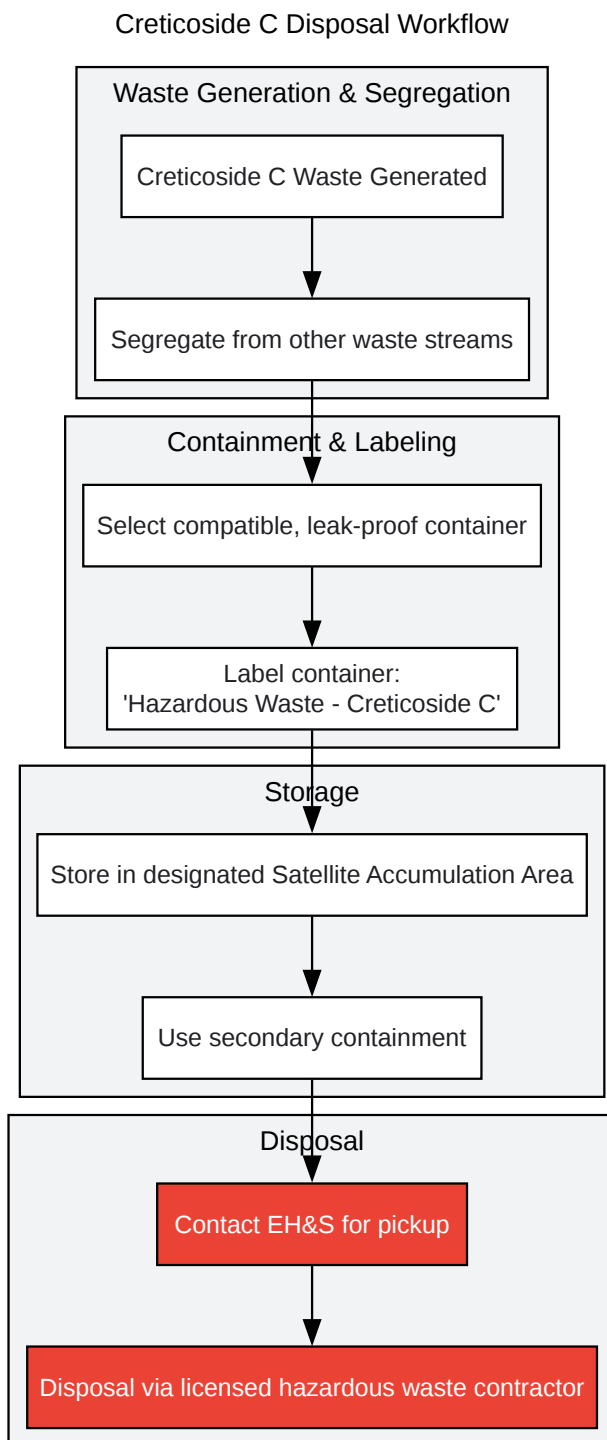 Creticoside C Disposal Workflow
Waste Generation & Segregation
Creticoside C Waste Generated
Segregate from other waste streams
Containment & Labeling
Select compatible, leak-proof container
Label container:
'Hazardous Waste - Creticoside C'
Storage
Store in designated Satellite Accumulation Area
Use secondary containment
Disposal
Contact EH&S for pickup
Disposal via licensed hazardous waste contractor